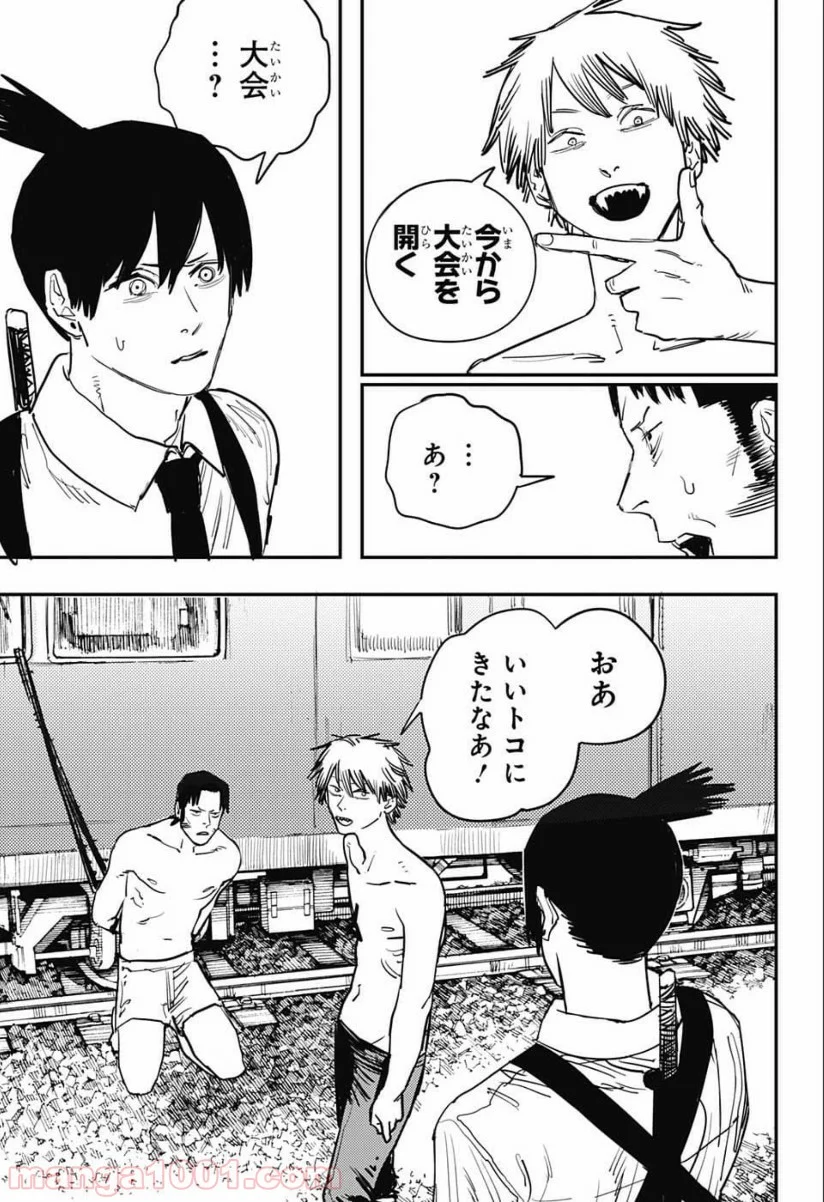 今から
大会を
開く
大会
…?
…
あ?
おあ
いいトコに
きたなあ!
manga1001.com